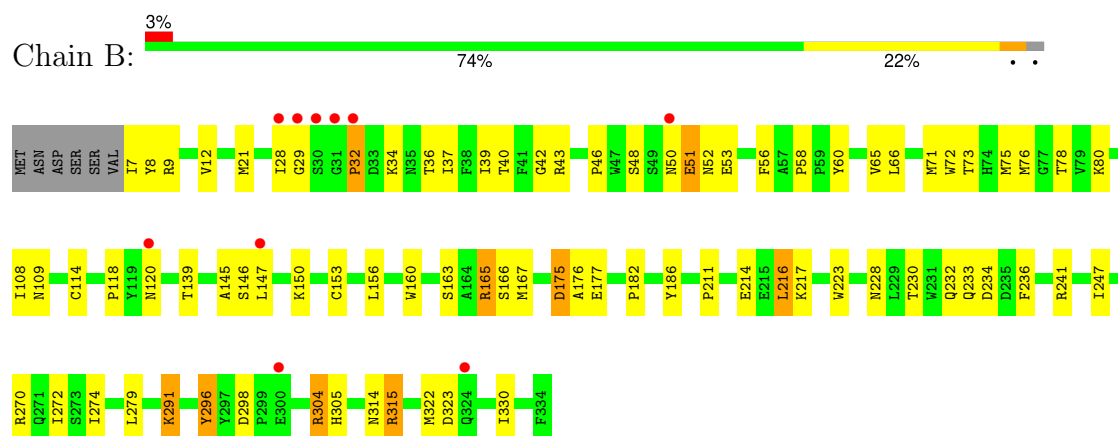 3%
Chain B:
74% 22% • •
MET ASN ASP SER SER VAL I7 Y8 R9 V12 M21 I28 G29 S30 G31 P32 D33 K34 N35 T36 I37 F38 I39 T40 F41 G42 R43 P46 W47 S48 S49 N50 E51 N52 E53 F56 A57 P58 P59 Y60 V65 L66 M71 W72 T73 H74 M75 M76 G77 T78 V79 K80
I108 N109 C114 P118 Y119 N120 T139 A145 S146 L147 K150 C153 L156 W160 S163 A164 R165 S166 M167 D175 A176 E177 P182 Y186 P211 E214 E215 L216 K217 W223 N228 L229 T230 W231 Q232 Q233 D234 D235 F236 R241 I247
R270 Q271 I272 S273 I274 L279 K291 Y296 Y297 D298 P299 E300 R304 H305 N314 R315 M322 D323 Q324 I330 F334